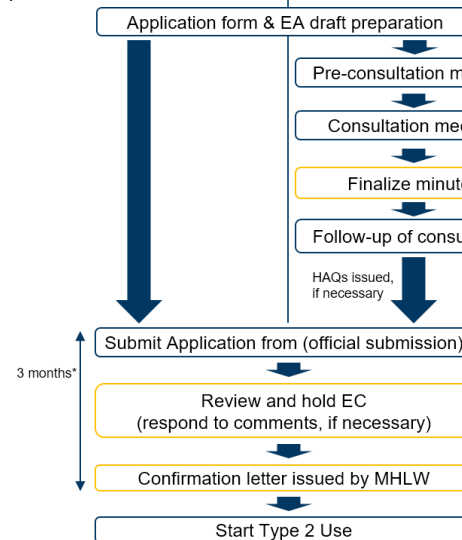 Application form & EA draft preparation
Pre-consultation
Consultation
Finalize
Follow-up of
HAQs issued,
if necessary
Submit Application from (official submission)
3 months*
Review and hold EC
(respond to comments, if necessary)
Confirmation letter issued by MHLW
Start Type 2 Use